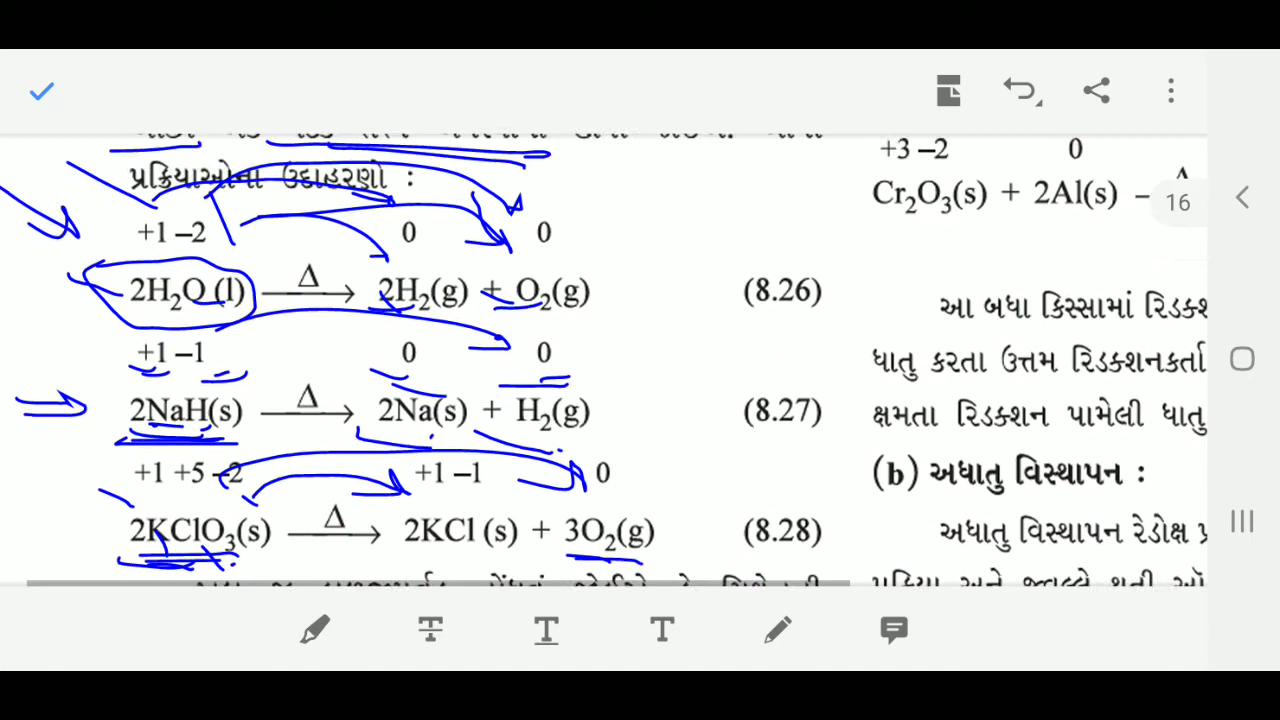 પ્રક્રિયાઓના ઉદાહરણો :
+1 –2 0 0
2H₂O (l) —Δ→ 2H₂(g) + O₂(g) (8.26)
+1 –1 0 0
2NaH(s) —Δ→ 2Na(s) + H₂(g) (8.27)
+1 +5 –2 +1 –1 0
2KClO₃(s) —Δ→ 2KCl (s) + 3O₂(g) (8.28)
+3 –2 0
Cr₂O₃(s) + 2Al(s) –
16
આ બધા કિસ્સામાં રિડક્શ
ધાતુ કરતા ઉત્તમ રિડક્શનકર્તા
ક્ષમતા રિડક્શન પામેલી ધાતુ
(b) અધાતુ વિસ્થાપન :
અધાતુ વિસ્થાપન રેડોક્ષ પ્ર